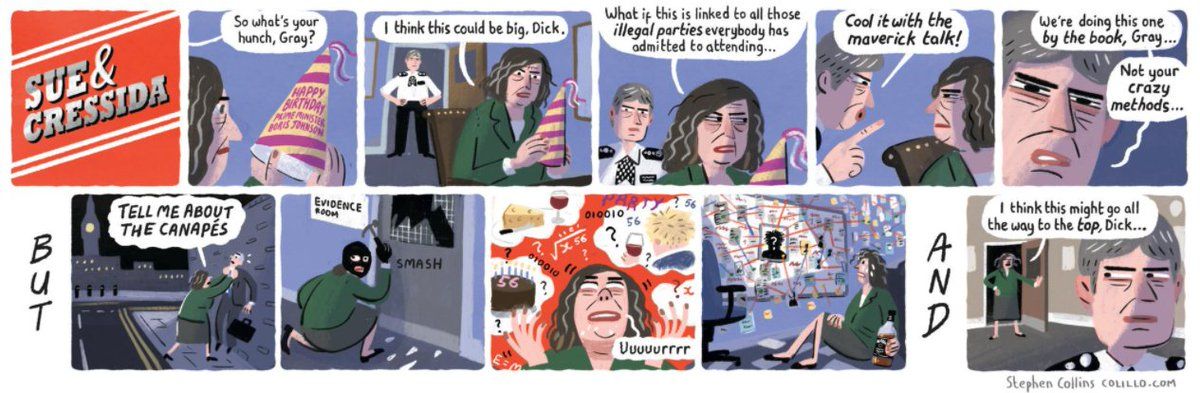 SUE &
CRESSIDA
So what's your
hunch, Gray?
HAPPY
BIRTHDAY
PRIME MINISTER
BORIS JOHNSON
I think this could be big, Dick.
What if this is linked to all those
illegal parties everybody has
admitted to attending...
Cool it with the
maverick talk!
We're doing this one
by the book, Gray...
Not your
crazy
methods...
BUT
TELL ME ABOUT
THE CANAPÉS
EVIDENCE
ROOM
SMASH
PARTY
56
010010
?
√x 56
?
010010
?
56
?
?
?
x
?
E=M
Uuuuurrrr
?
AND
I think this might go all
the way to the top, Dick...
Stephen Collins COLILLO.COM